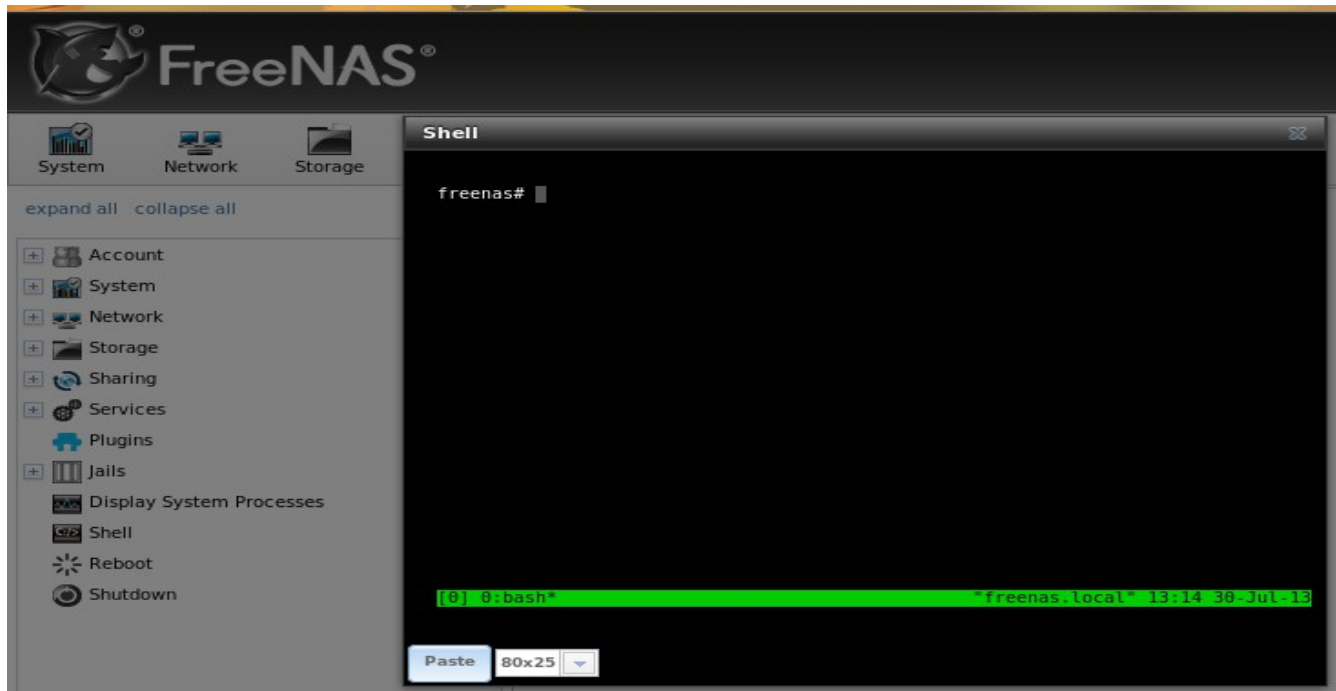 FreeNAS®
System Network Storage
expand all collapse all
Account
System
Network
Storage
Sharing
Services
Plugins
Jails
Display System Processes
Shell
Reboot
Shutdown
Shell
freenas#
[0] 0:bash* "freenas.local" 13:14 30-Jul-13
Paste 80x25